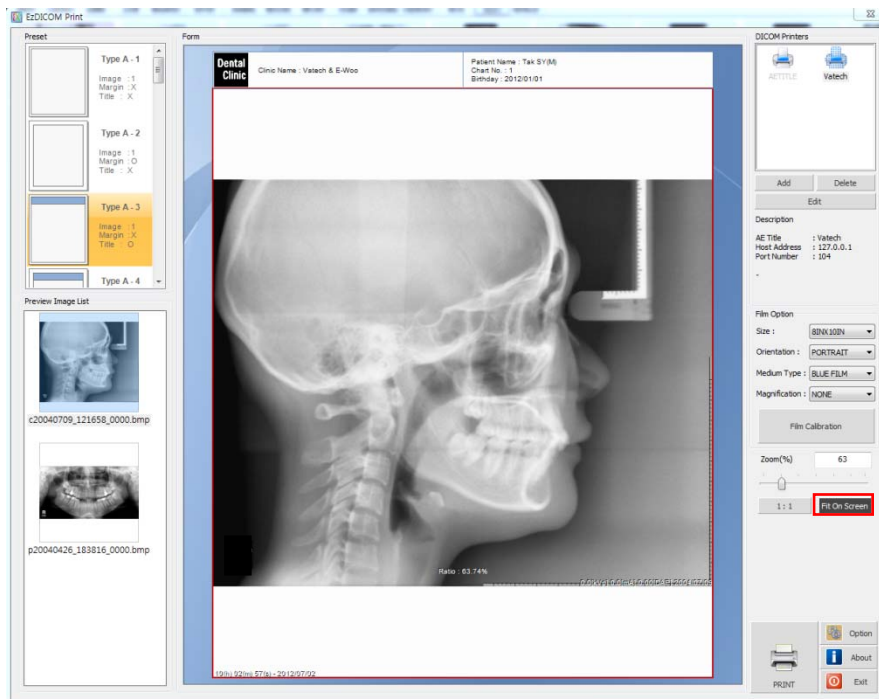 EzDICOM Print
Preset
Type A - 1
Image : 1
Margin : X
Title : X
Type A - 2
Image : 1
Margin : O
Title : X
Type A - 3
Image : 1
Margin : X
Title : O
Type A - 4
Preview Image List
c20040709_121658_0000.bmp
p20040426_183816_0000.bmp
Form
Dental
Clinic
Clinic Name : Vatech & E-Woo
Patient Name : Tak SY(M)
Chart No. : 1
Birthday : 2012/01/01
Ratio : 63.74%
DICOM Printers
AETITLE
Vatech
Add
Delete
Edit
Description
AE Title : Vatech
Host Address : 127.0.0.1
Port Number : 104
-
Film Option
Size : 8INX10IN
Orientation : PORTRAIT
Medium Type : BLUE FILM
Magnification : NONE
Film Calibration
Zoom(%) 63
1 : 1
Fit On Screen
PRINT
Option
About
Exit